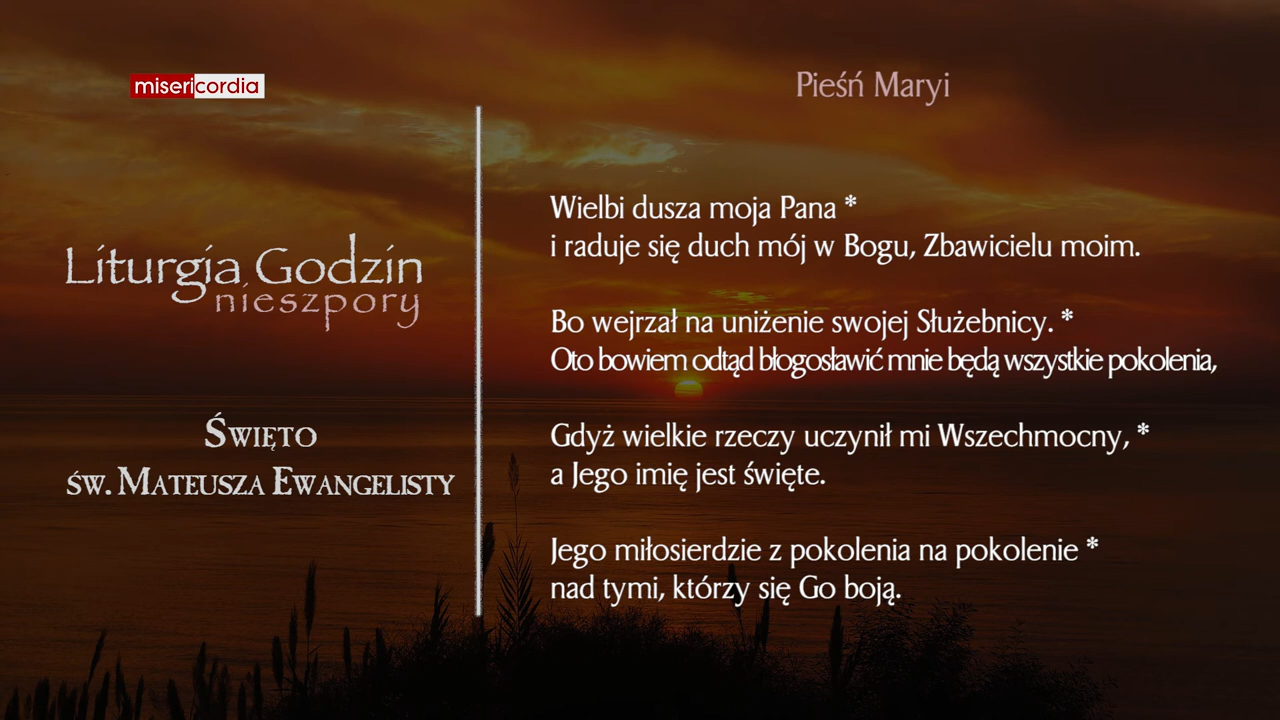 misericordia
Pieśń Maryi
Liturgia Godzin
nieszpory
Święto
św. Mateusza Ewangelisty
Wielbi dusza moja Pana *
i raduje się duch mój w Bogu, Zbawicielu moim.
Bo wejrzał na uniżenie swojej Służebnicy. *
Oto bowiem odtąd błogosławić mnie będą wszystkie pokolenia,
Gdyż wielkie rzeczy uczynił mi Wszechmocny, *
a Jego imię jest święte.
Jego miłosierdzie z pokolenia na pokolenie *
nad tymi, którzy się Go boją.